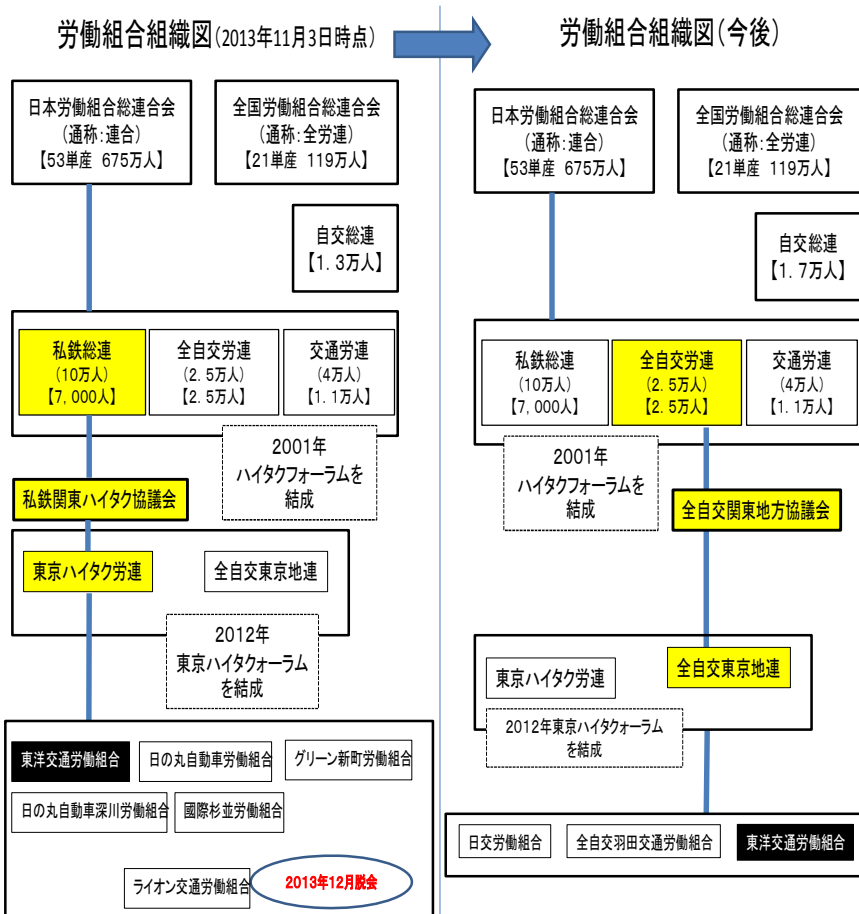 労働組合組織図(2013年11月3日時点)
日本労働組合総連合会
(通称:連合)
【53単産 675万人】
全国労働組合総連合会
(通称:全労連)
【21単産 119万人】
自交総連
【1.3万人】
私鉄総連
(10万人)
【7,000人】
全自交労連
(2.5万人)
【2.5万人】
交通労連
(4万人)
【1.1万人】
2001年
ハイタクフォーラムを
結成
私鉄関東ハイタク協議会
東京ハイタク労連
全自交東京地連
2012年
東京ハイタクォーラム
を結成
東洋交通労働組合
日の丸自動車労働組合
グリーン新町労働組合
日の丸自動車深川労働組合
國際杉並労働組合
ライオン交通労働組合
2013年12月脱会
労働組合組織図(今後)
日本労働組合総連合会
(通称:連合)
【53単産 675万人】
全国労働組合総連合会
(通称:全労連)
【21単産 119万人】
自交総連
【1.7万人】
私鉄総連
(10万人)
【7,000人】
全自交労連
(2.5万人)
【2.5万人】
交通労連
(4万人)
【1.1万人】
2001年
ハイタクフォーラムを
結成
全自交関東地方協議会
東京ハイタク労連
全自交東京地連
2012年東京ハイタクォーラム
を結成
日交労働組合
全自交羽田交通労働組合
東洋交通労働組合